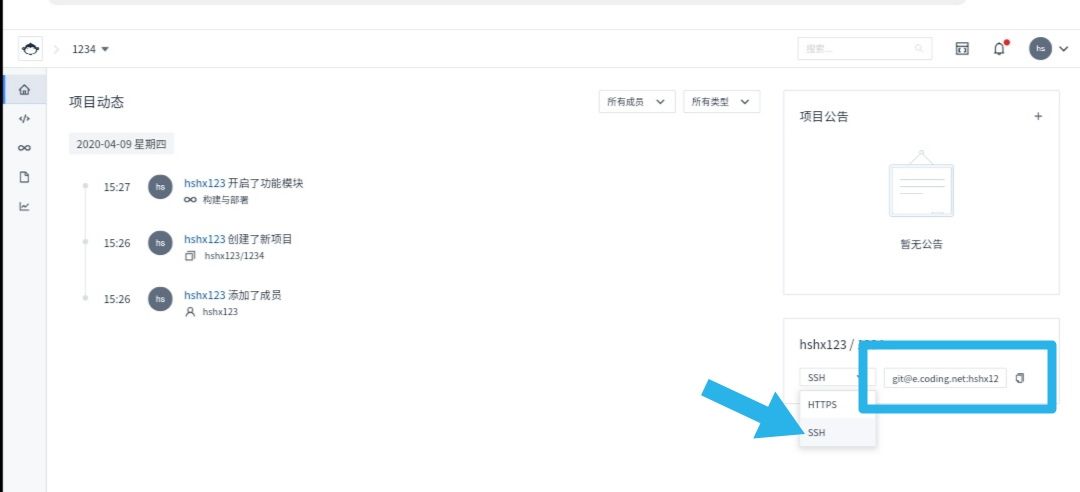 1234
搜索...
hs
项目动态
所有成员
所有类型
2020-04-09 星期四
15:27
hs
hshx123 开启了功能模块
构建与部署
15:26
hs
hshx123 创建了新项目
hshx123/1234
15:26
hs
hshx123 添加了成员
hshx123
项目公告
暂无公告
hshx123 /
SSH
git@e.coding.net:hshx12
HTTPS
SSH